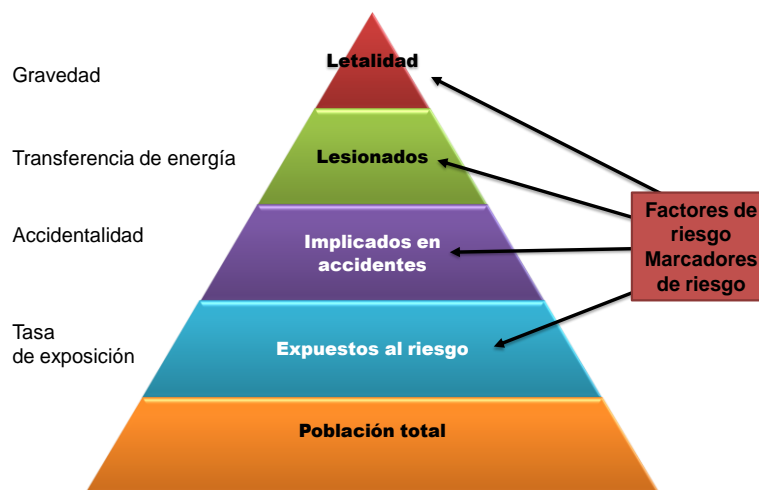 Letalidad
Gravedad
Transferencia de energía
Lesionados
Accidentalidad
Implicados en
accidentes
Factores de
riesgo
Marcadores
de riesgo
Tasa
de exposición
Expuestos al riesgo
Población total